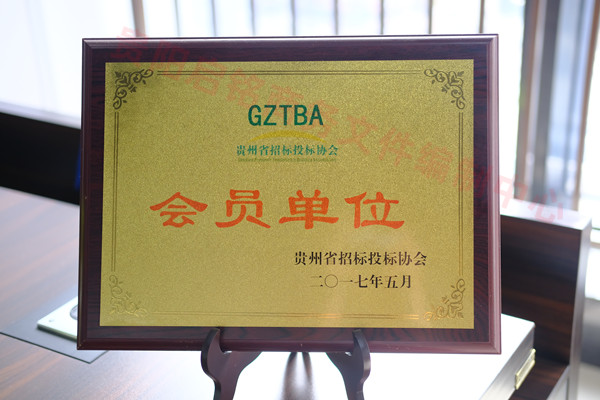 GZTBA
贵州省招标投标协会
会员单位
贵州省招标投标协会
二〇一七年五月